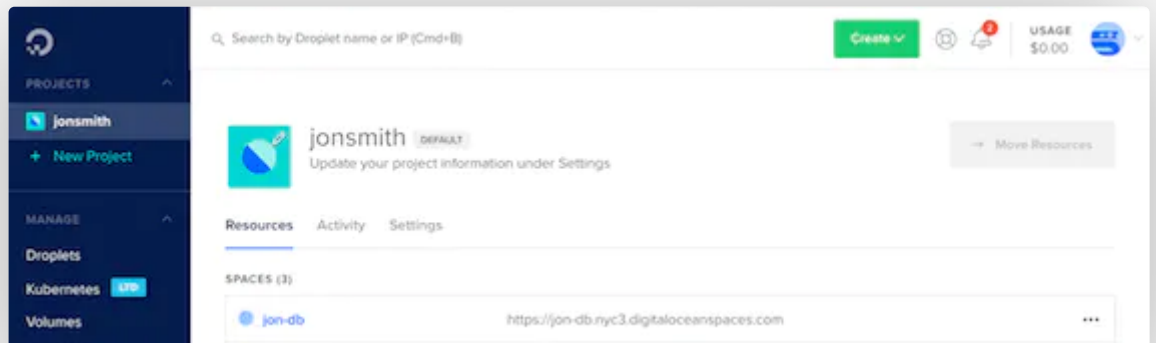 Search by Droplet name or IP (Cmd+B)
Create
2
USAGE
$0.00
PROJECTS
jonsmith
+ New Project
MANAGE
Droplets
Kubernetes LTD
Volumes
jonsmith DEFAULT
Update your project information under Settings
→ Move Resources
Resources Activity Settings
SPACES (3)
jon-db https://jon-db.nyc3.digitaloceanspaces.com